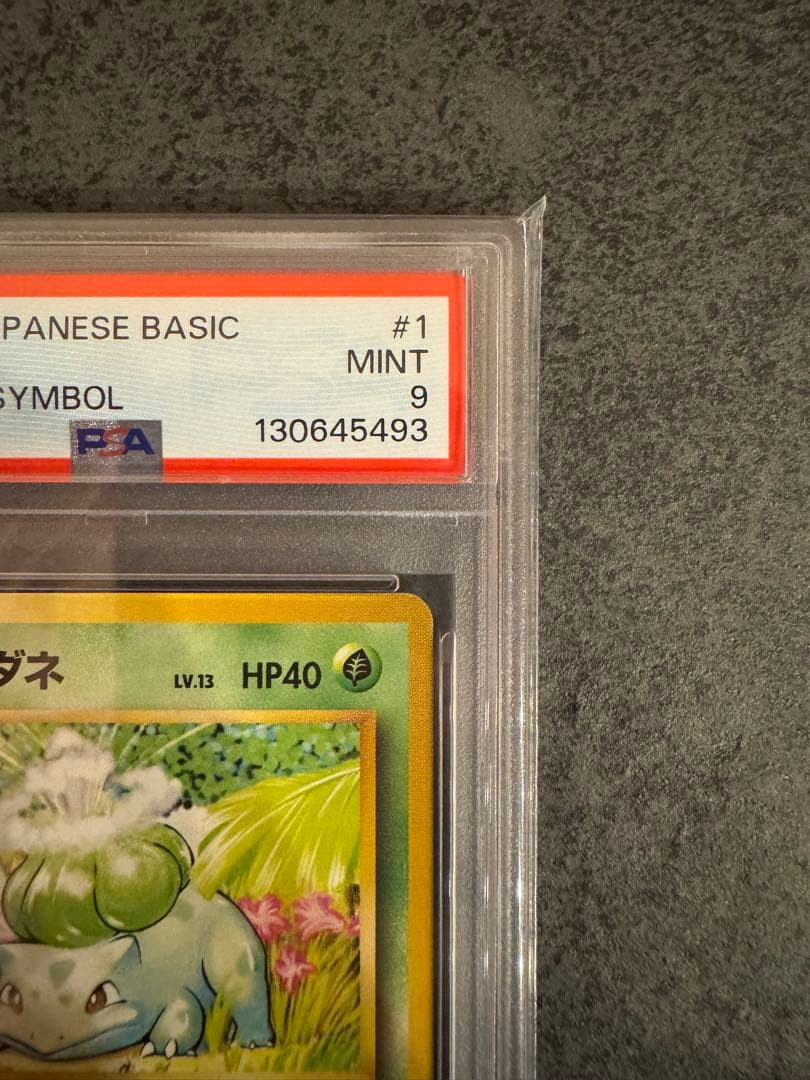 PANESE BASIC #1
MINT
SYMBOL 9
PSA 130645493
ダネ LV.13 HP40